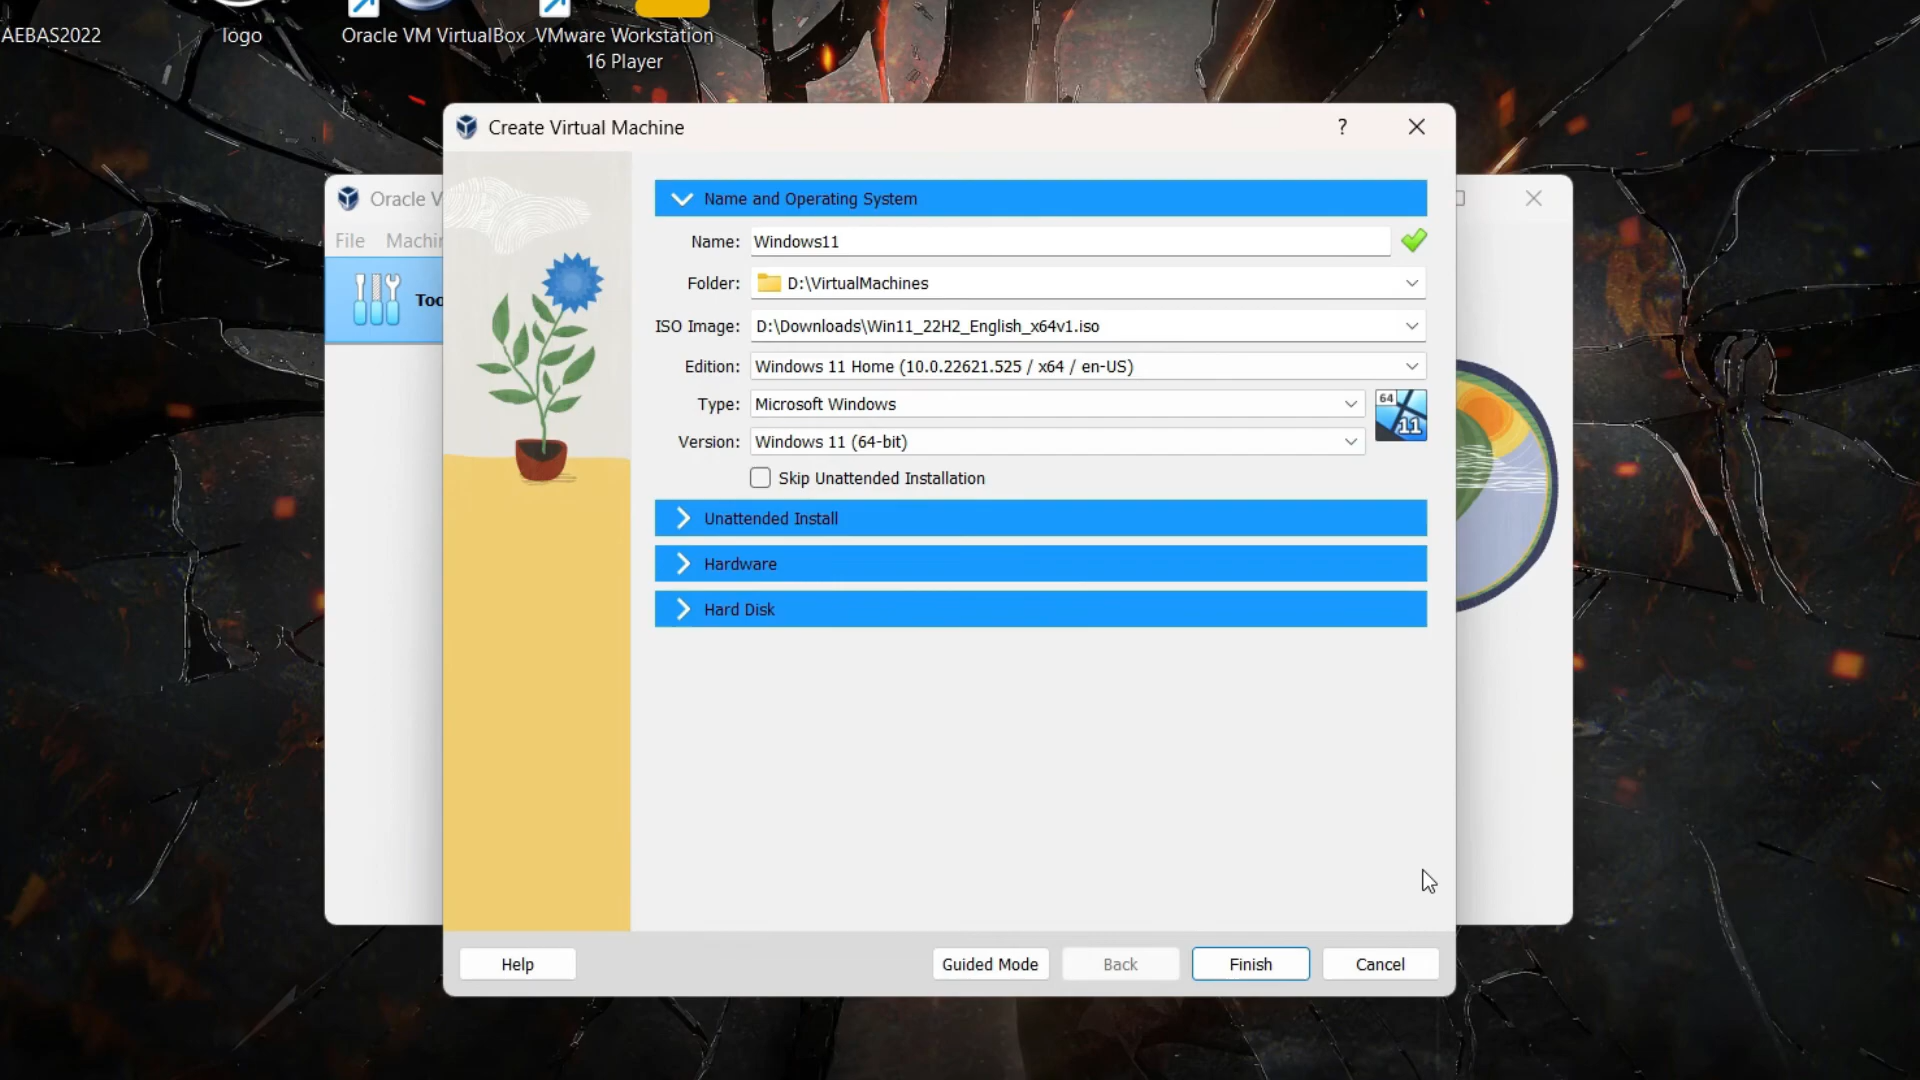 AEBAS2022
logo
Oracle VM VirtualBox
VMware Workstation
16 Player
Create Virtual Machine
?
Oracle V
File Machin
Too
Name and Operating System
Name: Windows11
Folder: D:\VirtualMachines
ISO Image: D:\Downloads\Win11_22H2_English_x64v1.iso
Edition: Windows 11 Home (10.0.22621.525 / x64 / en-US)
Type: Microsoft Windows
64
11
Version: Windows 11 (64-bit)
Skip Unattended Installation
Unattended Install
Hardware
Hard Disk
Help
Guided Mode
Back
Finish
Cancel